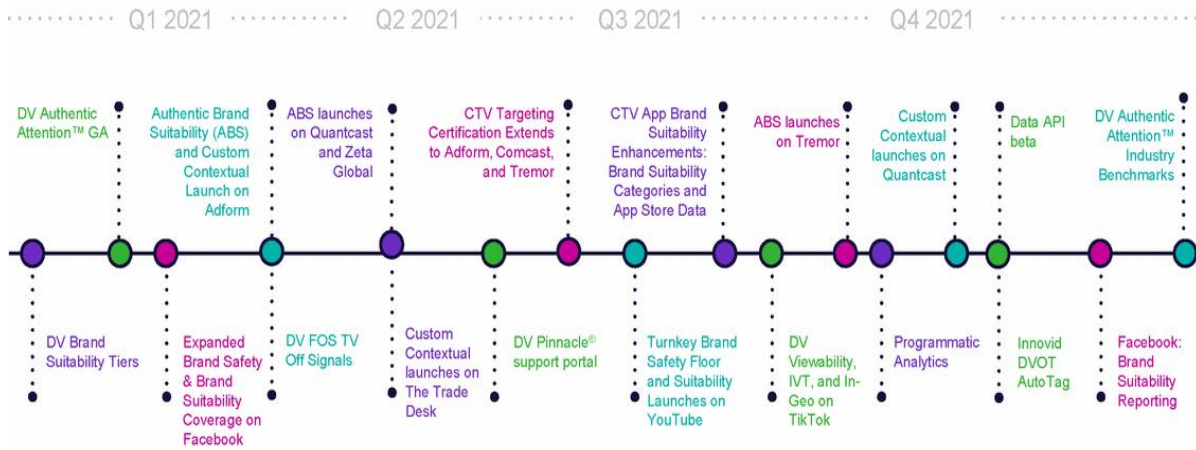 Q1 2021
Q2 2021
Q3 2021
Q4 2021
DV Authentic
Attention™ GA
Authentic Brand
Suitability (ABS)
and Custom
Contextual
Launch on
Adform
ABS launches
on Quantcast
and Zeta
Global
CTV Targeting
Certification Extends
to Adform, Comcast,
and Tremor
CTV App Brand
Suitability
Enhancements:
Brand Suitability
Categories and
App Store Data
ABS launches
on Tremor
Custom
Contextual
launches on
Quantcast
Data API
beta
DV Authentic
Attention™
Industry
Benchmarks
DV Brand
Suitability Tiers
Expanded
Brand Safety
& Brand
Suitability
Coverage on
Facebook
DV FOS TV
Off Signals
Custom
Contextual
launches on
The Trade
Desk
DV Pinnacle®
support portal
Turnkey Brand
Safety Floor
and Suitability
Launches on
YouTube
DV
Viewability,
IVT, and In-
Geo on
TikTok
Programmatic
Analytics
Innovid
DVOT
AutoTag
Facebook:
Brand
Suitability
Reporting